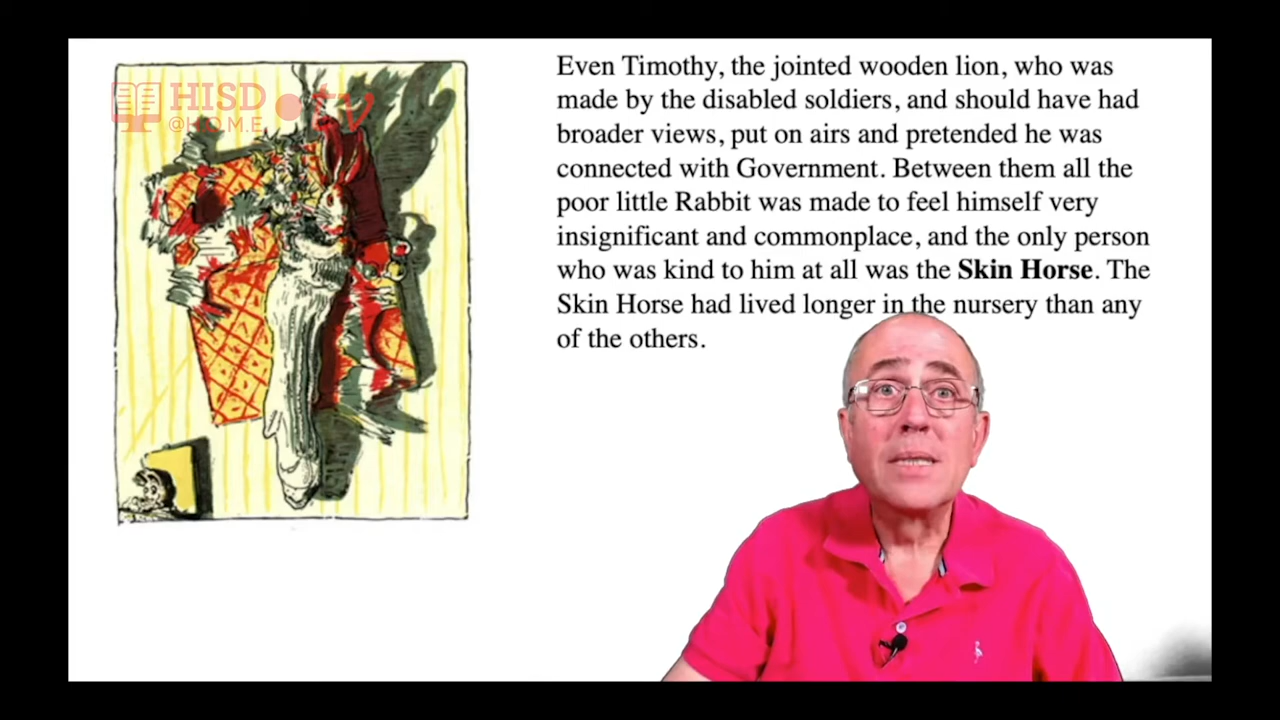 HISD
@H.O.M.E.
tv
Even Timothy, the jointed wooden lion, who was
made by the disabled soldiers, and should have had
broader views, put on airs and pretended he was
connected with Government. Between them all the
poor little Rabbit was made to feel himself very
insignificant and commonplace, and the only person
who was kind to him at all was the Skin Horse. The
Skin Horse had lived longer in the nursery than any
of the others.